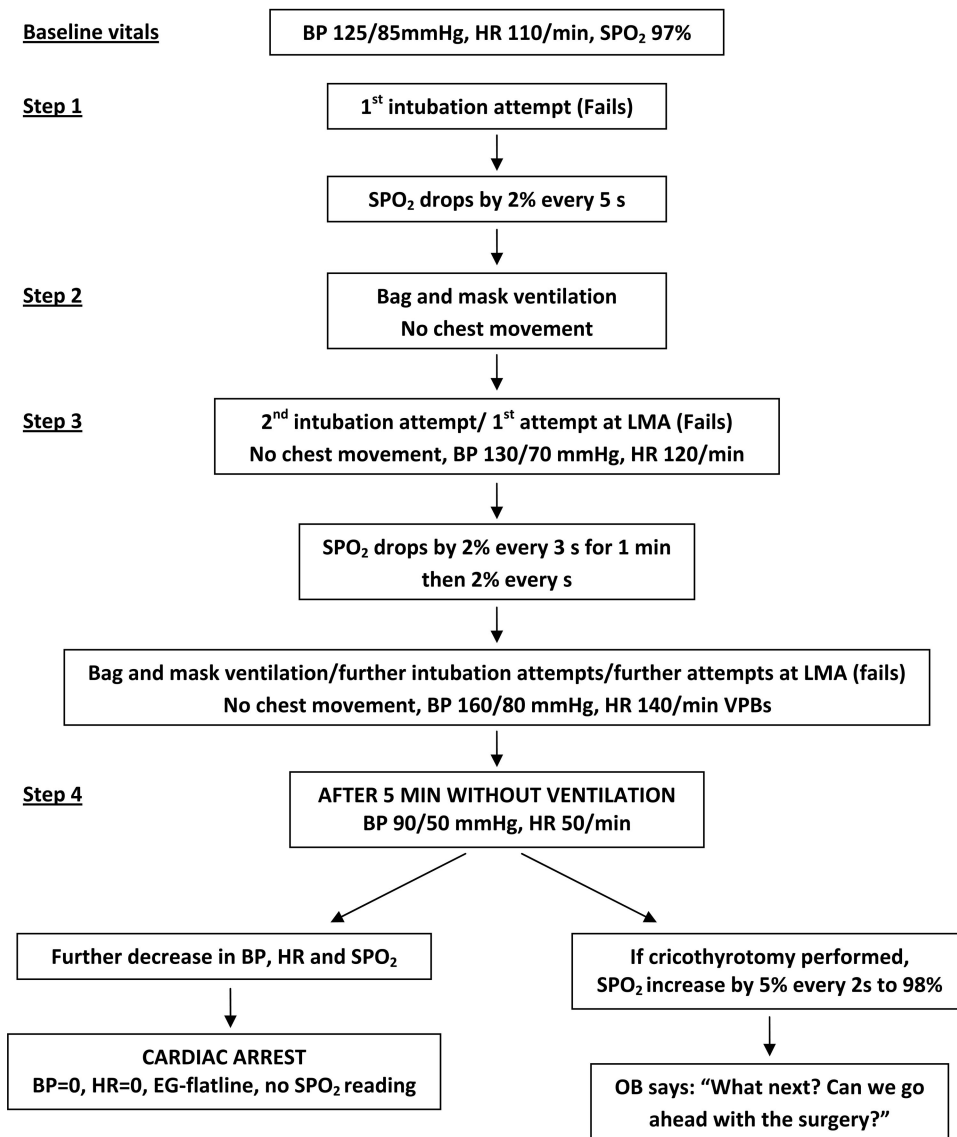 Baseline vitals
BP 125/85mmHg, HR 110/min, SPO₂ 97%
Step 1
1st intubation attempt (Fails)
SPO₂ drops by 2% every 5 s
Step 2
Bag and mask ventilation
No chest movement
Step 3
2nd intubation attempt/ 1st attempt at LMA (Fails)
No chest movement, BP 130/70 mmHg, HR 120/min
SPO₂ drops by 2% every 3 s for 1 min
then 2% every s
Bag and mask ventilation/further intubation attempts/further attempts at LMA (fails)
No chest movement, BP 160/80 mmHg, HR 140/min VPBs
Step 4
AFTER 5 MIN WITHOUT VENTILATION
BP 90/50 mmHg, HR 50/min
Further decrease in BP, HR and SPO₂
CARDIAC ARREST
BP=0, HR=0, EG-flatline, no SPO₂ reading
If cricothyrotomy performed,
SPO₂ increase by 5% every 2s to 98%
OB says: “What next? Can we go
ahead with the surgery?”